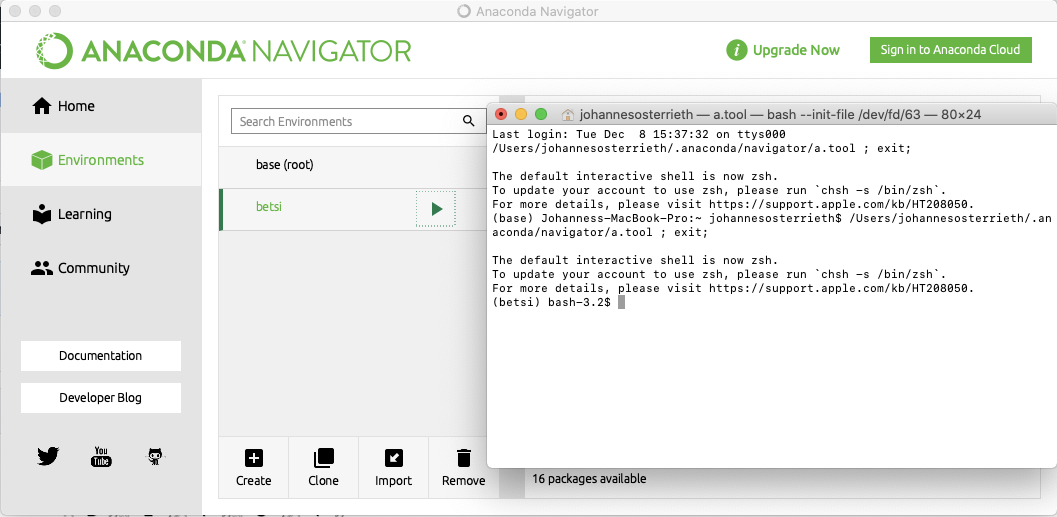 Anaconda Navigator
ANACONDA NAVIGATOR
i Upgrade Now
Sign in to Anaconda Cloud
Home
Environments
Learning
Community
Documentation
Developer Blog
You Tube
Search Environments
base (root)
betsi
Create Clone Import Remove
16 packages available
johannesosterrieth — a.tool — bash --init-file /dev/fd/63 — 80×24
Last login: Tue Dec  8 15:37:32 on ttys000
/Users/johannesosterrieth/.anaconda/navigator/a.tool ; exit;
The default interactive shell is now zsh.
To update your account to use zsh, please run `chsh -s /bin/zsh`.
For more details, please visit https://support.apple.com/kb/HT208050.
(base) Johanness-MacBook-Pro:~ johannesosterrieth$ /Users/johannesosterrieth/.an
aconda/navigator/a.tool ; exit;
The default interactive shell is now zsh.
To update your account to use zsh, please run `chsh -s /bin/zsh`.
For more details, please visit https://support.apple.com/kb/HT208050.
(betsi) bash-3.2$